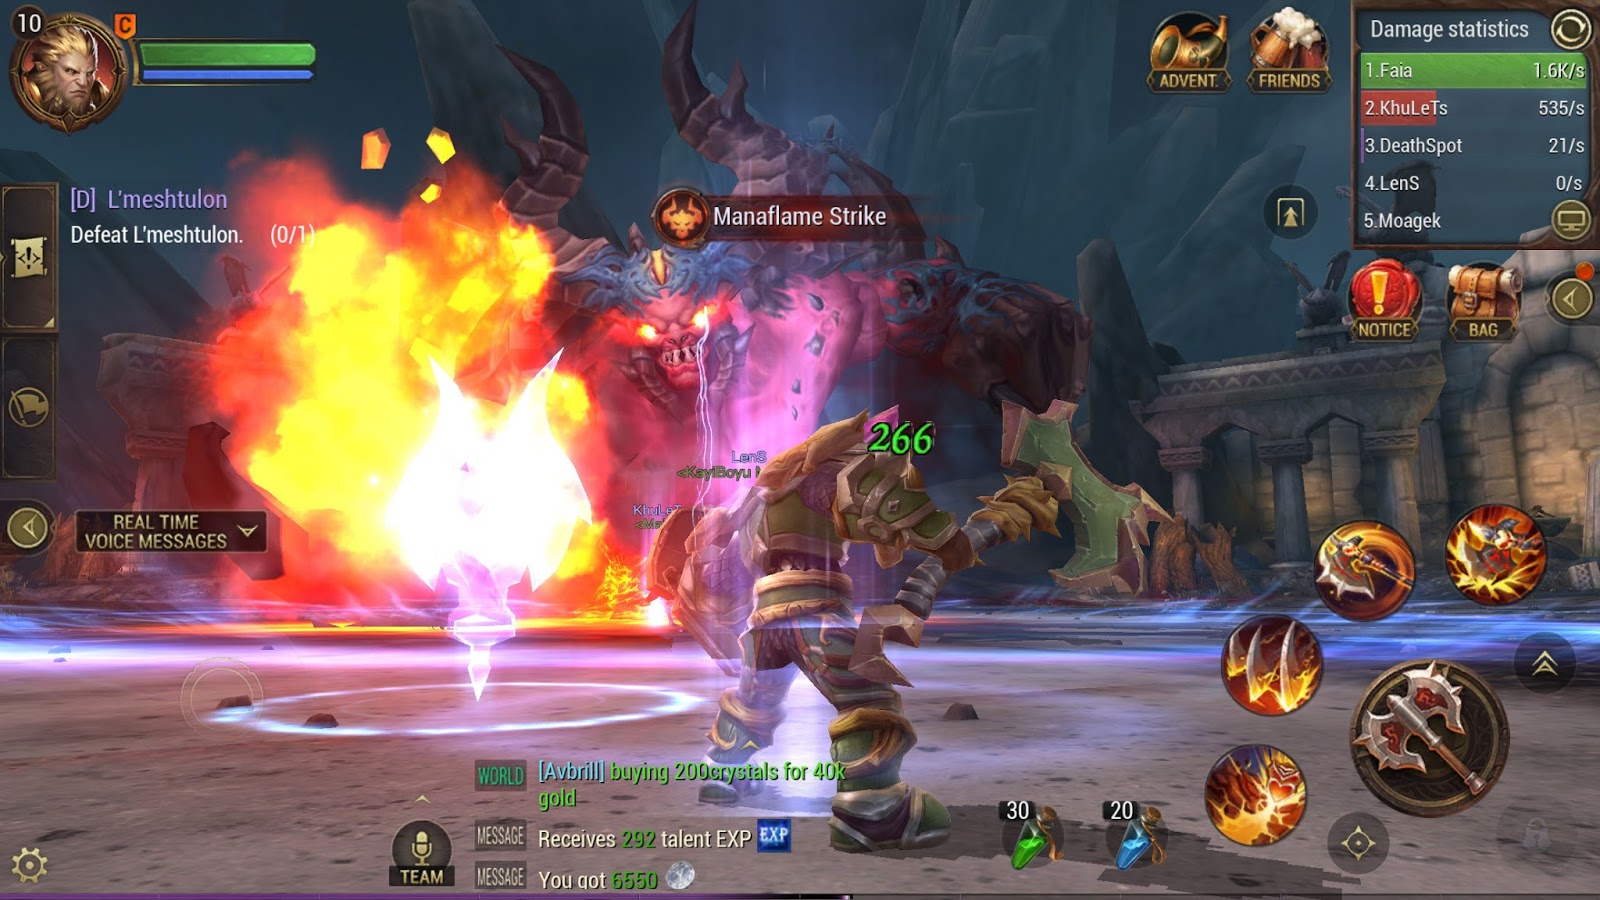 10
C
ADVENT.
FRIENDS
Damage statistics
1.Faia 1.6K/s
2.KhuLeTs 535/s
3.DeathSpot 21/s
4.LenS 0/s
5.Moagek
[D] L'meshtulon
Defeat L'meshtulon. (0/1)
Manaflame Strike
NOTICE
BAG
266
LenS
<KayiBoyu
KhuLeT
REAL TIME
VOICE MESSAGES
WORLD [Avbrill] buying 200crystals for 40k
gold
MESSAGE Receives 292 talent EXP EXP
MESSAGE You got 6550
TEAM
30
20